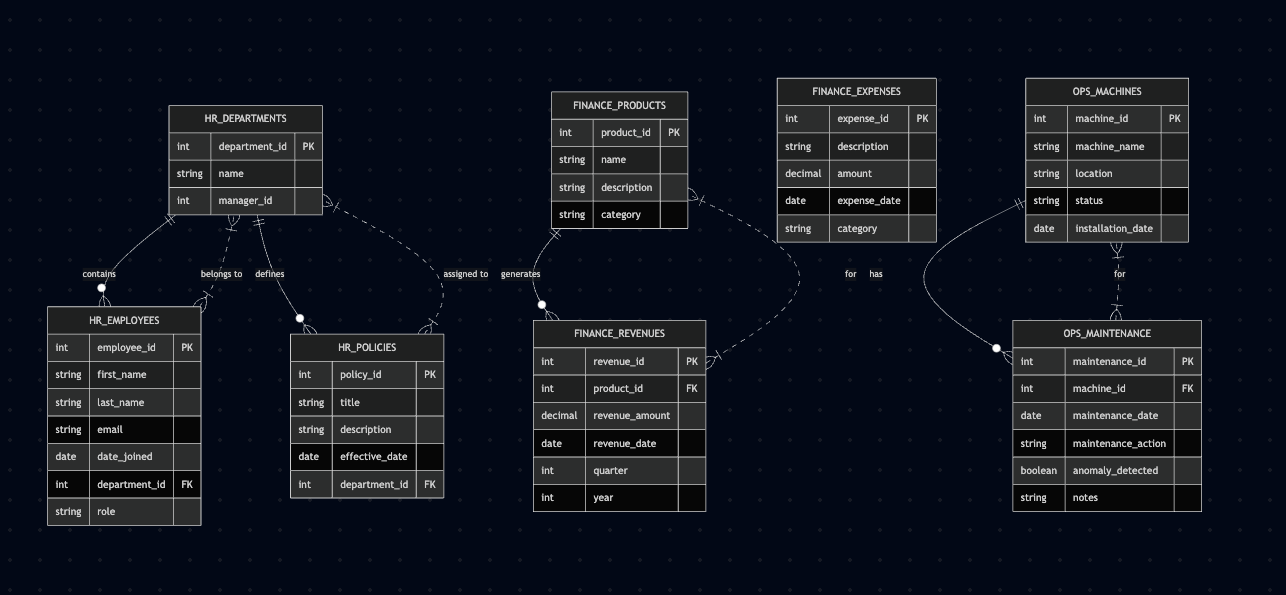 HR_DEPARTMENTS
int department_id PK
string name
int manager_id
FINANCE_PRODUCTS
int product_id PK
string name
string description
string category
FINANCE_EXPENSES
int expense_id PK
string description
decimal amount
date expense_date
string category
OPS_MACHINES
int machine_id PK
string machine_name
string location
string status
date installation_date
contains belongs to defines assigned to generates for has for
HR_EMPLOYEES
int employee_id PK
string first_name
string last_name
string email
date date_joined
int department_id FK
string role
HR_POLICIES
int policy_id PK
string title
string description
date effective_date
int department_id FK
FINANCE_REVENUES
int revenue_id PK
int product_id FK
decimal revenue_amount
date revenue_date
int quarter
int year
OPS_MAINTENANCE
int maintenance_id PK
int machine_id FK
date maintenance_date
string maintenance_action
boolean anomaly_detected
string notes